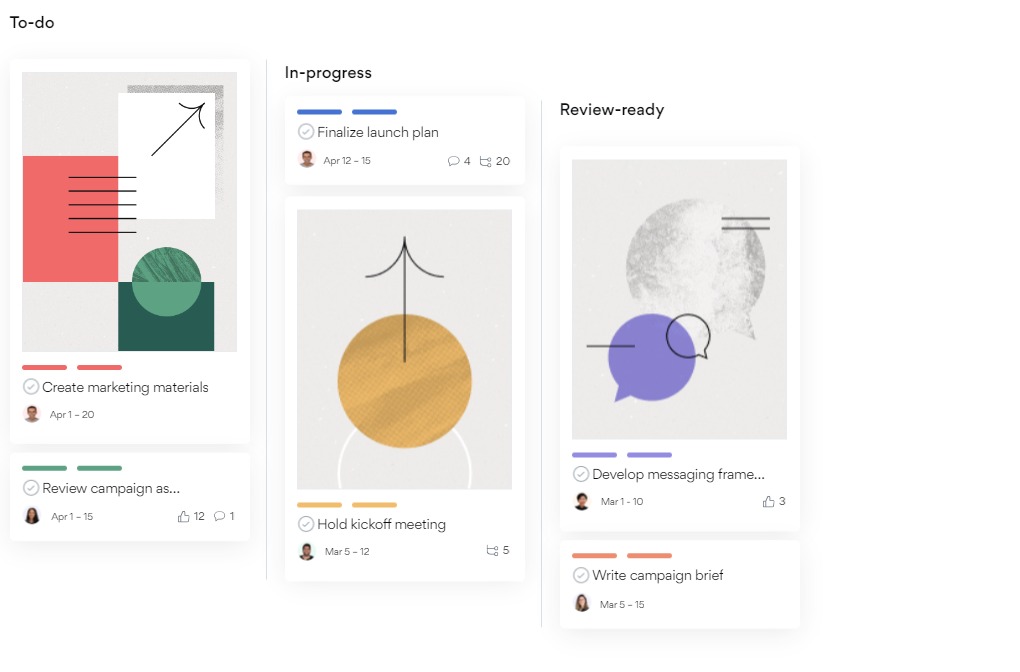 To-do
Create marketing materials
Apr 1 – 20
Review campaign as...
Apr 1 – 15
12
1
In-progress
Finalize launch plan
Apr 12 – 15
4
20
Hold kickoff meeting
Mar 5 – 12
5
Review-ready
Develop messaging frame...
Mar 1 - 10
3
Write campaign brief
Mar 5 – 15